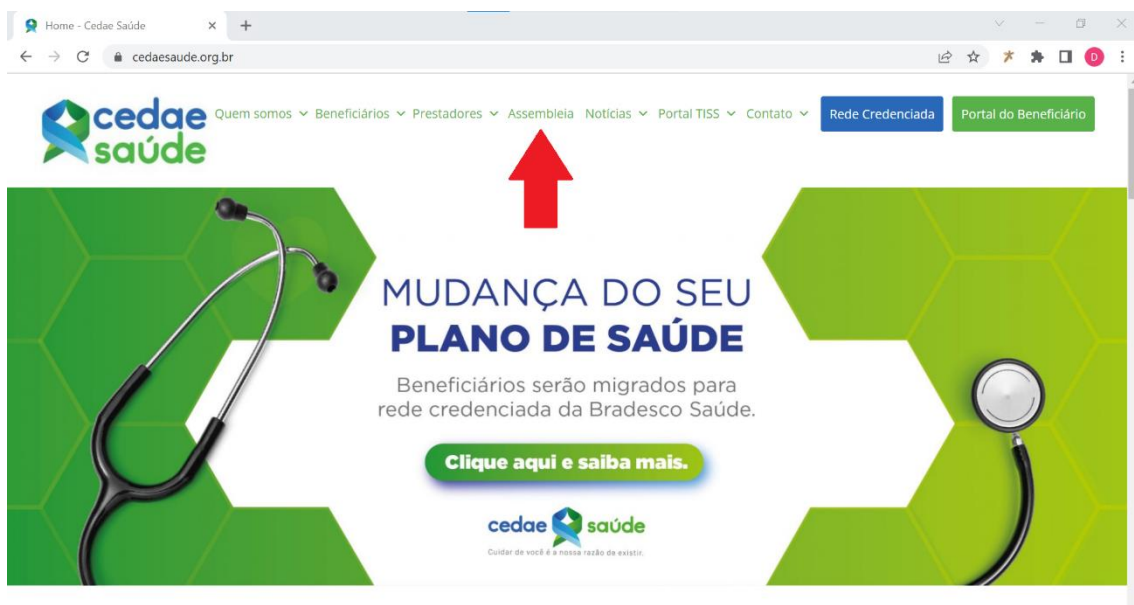 Home - Cedae Saúde
cedaesaude.org.br
D
cedae
saúde
Quem somos Beneficiários Prestadores Assembleia Notícias Portal TISS Contato Rede Credenciada Portal do Beneficiário
MUDANÇA DO SEU
PLANO DE SAÚDE
Beneficiários serão migrados para
rede credenciada da Bradesco Saúde.
Clique aqui e saiba mais.
cedae saúde
Cuidar de você é a nossa razão de existir.